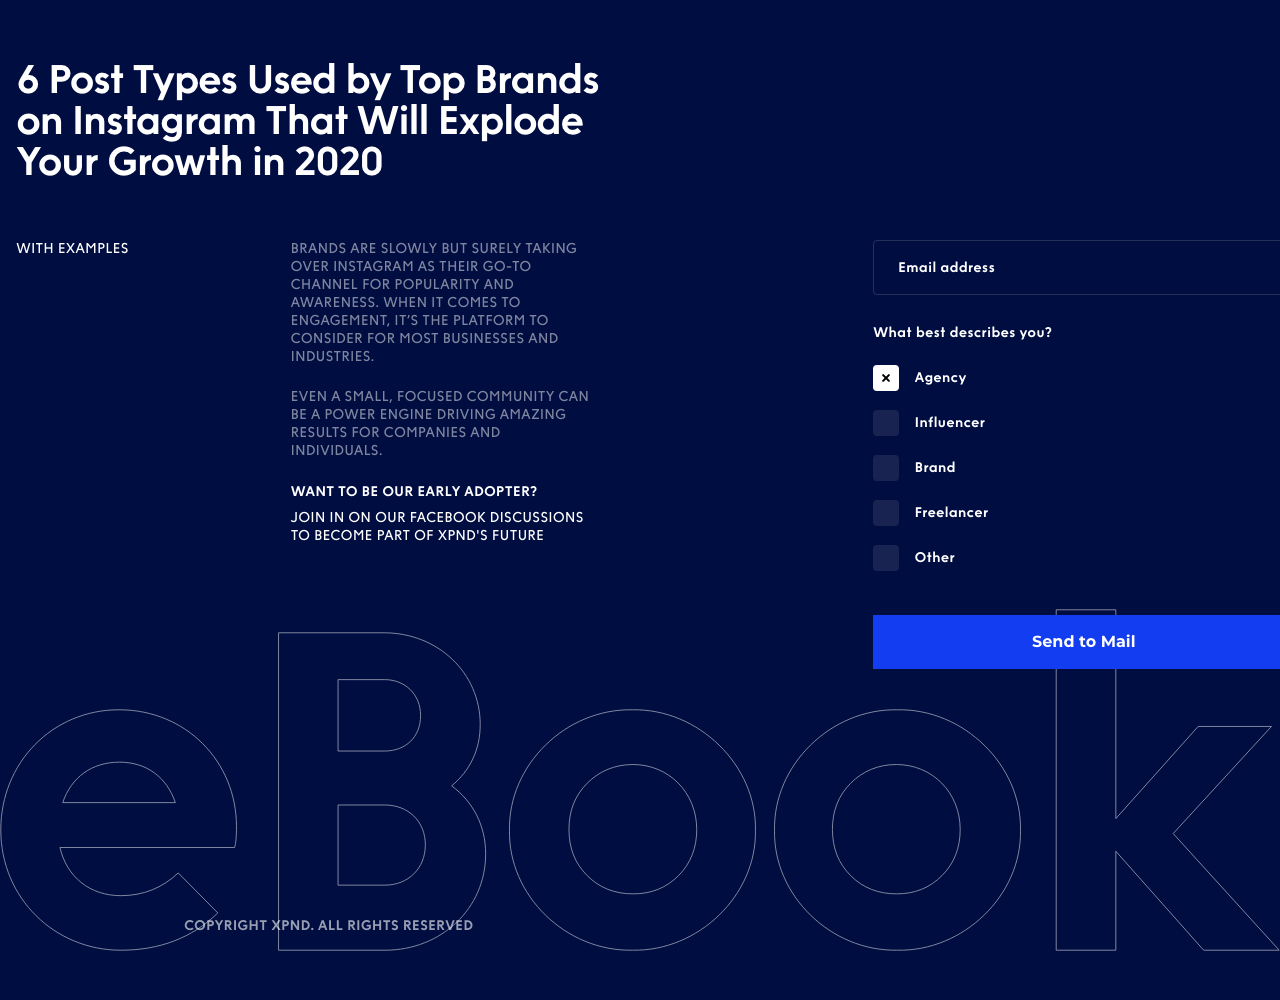 6 Post Types Used by Top Brands
on Instagram That Will Explode
Your Growth in 2020
WITH EXAMPLES
BRANDS ARE SLOWLY BUT SURELY TAKING
OVER INSTAGRAM AS THEIR GO-TO
CHANNEL FOR POPULARITY AND
AWARENESS. WHEN IT COMES TO
ENGAGEMENT, IT’S THE PLATFORM TO
CONSIDER FOR MOST BUSINESSES AND
INDUSTRIES.
EVEN A SMALL, FOCUSED COMMUNITY CAN
BE A POWER ENGINE DRIVING AMAZING
RESULTS FOR COMPANIES AND
INDIVIDUALS.
WANT TO BE OUR EARLY ADOPTER?
JOIN IN ON OUR FACEBOOK DISCUSSIONS
TO BECOME PART OF XPND'S FUTURE
Email address
What best describes you?
Agency
Influencer
Brand
Freelancer
Other
Send to Mail
eBook
COPYRIGHT XPND. ALL RIGHTS RESERVED